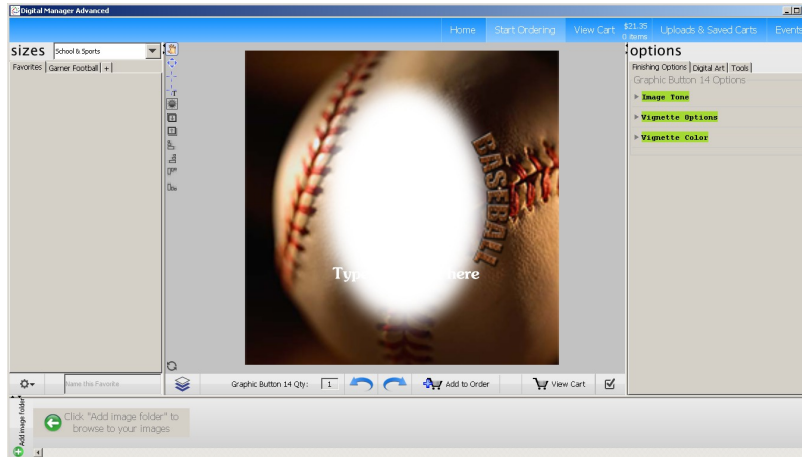 Digital Manager Advanced
Home
Start Ordering
View Cart
$21.35
0 items
Uploads & Saved Carts
Events
sizes
School & Sports
Favorites
Garner Football
+
BASEBALL
Typ
here
options
Finishing Options
Digital Art
Tools
Graphic Button 14 Options
Image Tone
Vignette Options
Vignette Color
Name this Favorite
Graphic Button 14 Qty:
1
Add to Order
View Cart
Add image folder
Click "Add image folder" to
browse to your images